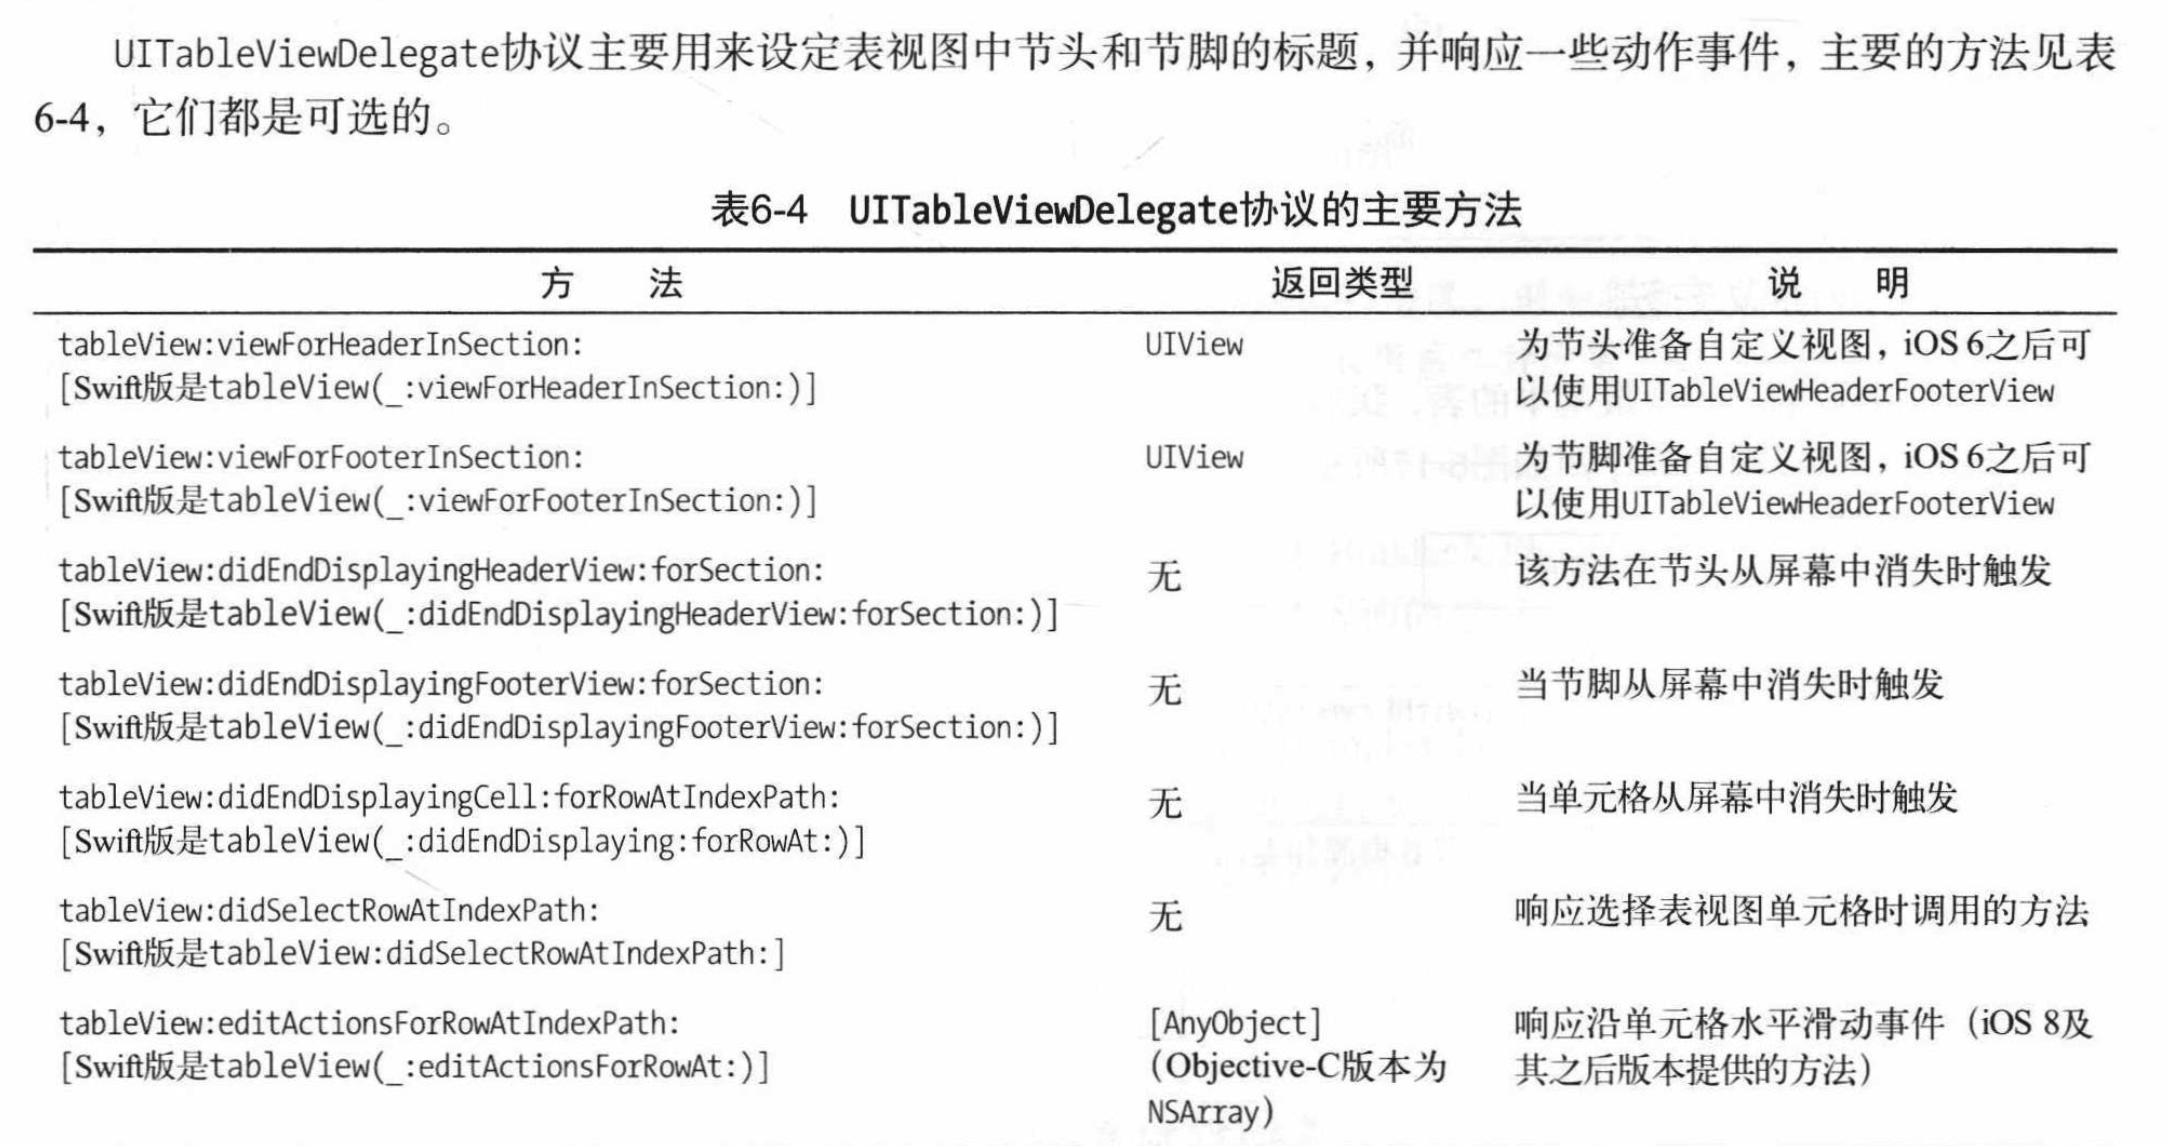 UITableViewDelegate协议主要用来设定表视图中节头和节脚的标题，并响应一些动作事件，主要的方法见表
6-4，它们都是可选的。
表6-4 UITableViewDelegate协议的主要方法
方 法 返回类型 说 明
tableView:viewForHeaderInSection: UIView 为节头准备自定义视图，iOS 6之后可
[Swift版是tableView(_:viewForHeaderInSection:)] 以使用UITableViewHeaderFooterView
tableView:viewForFooterInSection: UIView 为节脚准备自定义视图，iOS 6之后可
[Swift版是tableView(_:viewForFooterInSection:)] 以使用UITableViewHeaderFooterView
tableView:didEndDisplayingHeaderView:forSection: 无 该方法在节头从屏幕中消失时触发
[Swift版是tableView(_:didEndDisplayingHeaderView:forSection:)]
tableView:didEndDisplayingFooterView:forSection: 无 当节脚从屏幕中消失时触发
[Swift版是tableView(_:didEndDisplayingFooterView:forSection:)]
tableView:didEndDisplayingCell:forRowAtIndexPath: 无 当单元格从屏幕中消失时触发
[Swift版是tableView(_:didEndDisplaying:forRowAt:)]
tableView:didSelectRowAtIndexPath: 无 响应选择表视图单元格时调用的方法
[Swift版是tableView:didSelectRowAtIndexPath:]
tableView:editActionsForRowAtIndexPath: [AnyObject] 响应沿单元格水平滑动事件（iOS 8及
[Swift版是tableView(_:editActionsForRowAt:)] (Objective-C版本为 其之后版本提供的方法）
NSArray)